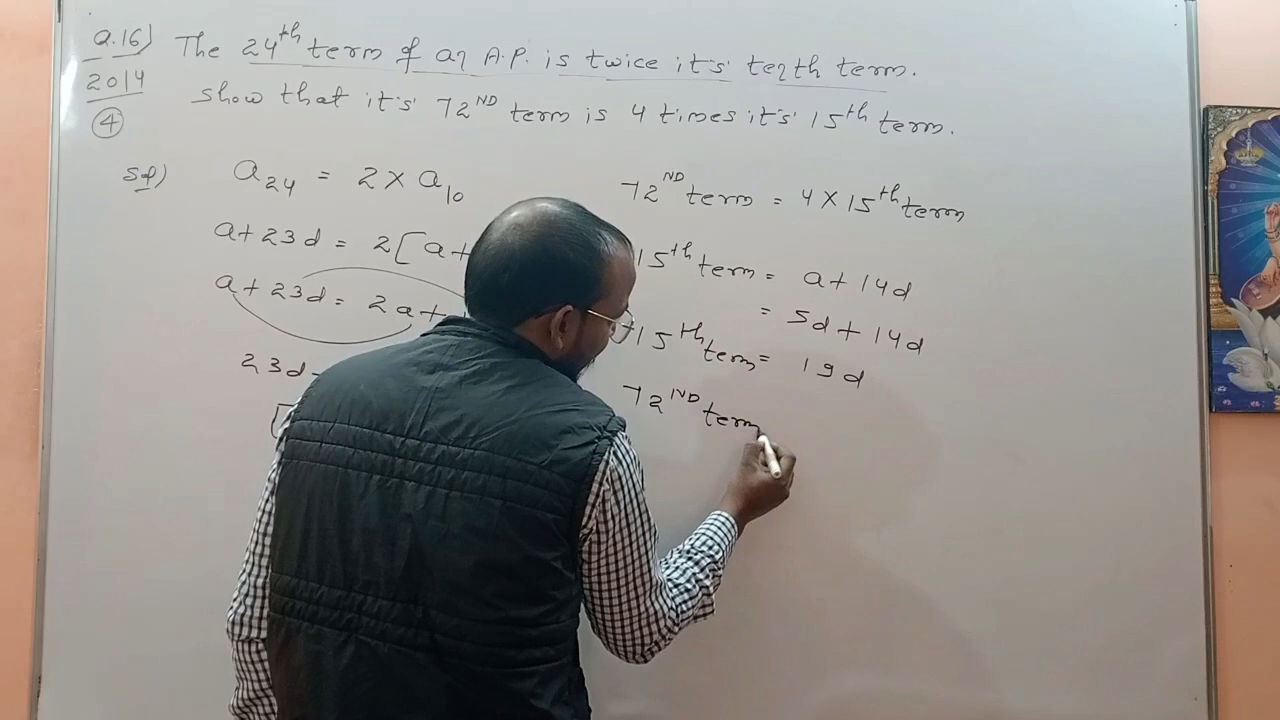 Q.16) The 24th term of an A.P. is twice it's tenth term.
2014 show that it's 72ND term is 4 times it's 15th term.
4
Sol) a24 = 2 × a10
a + 23d = 2[a+
a + 23d = 2a +
23d
72ND term = 4 × 15th term
15th term = a + 14d
= 5d + 14d
15th term = 19d
72ND term